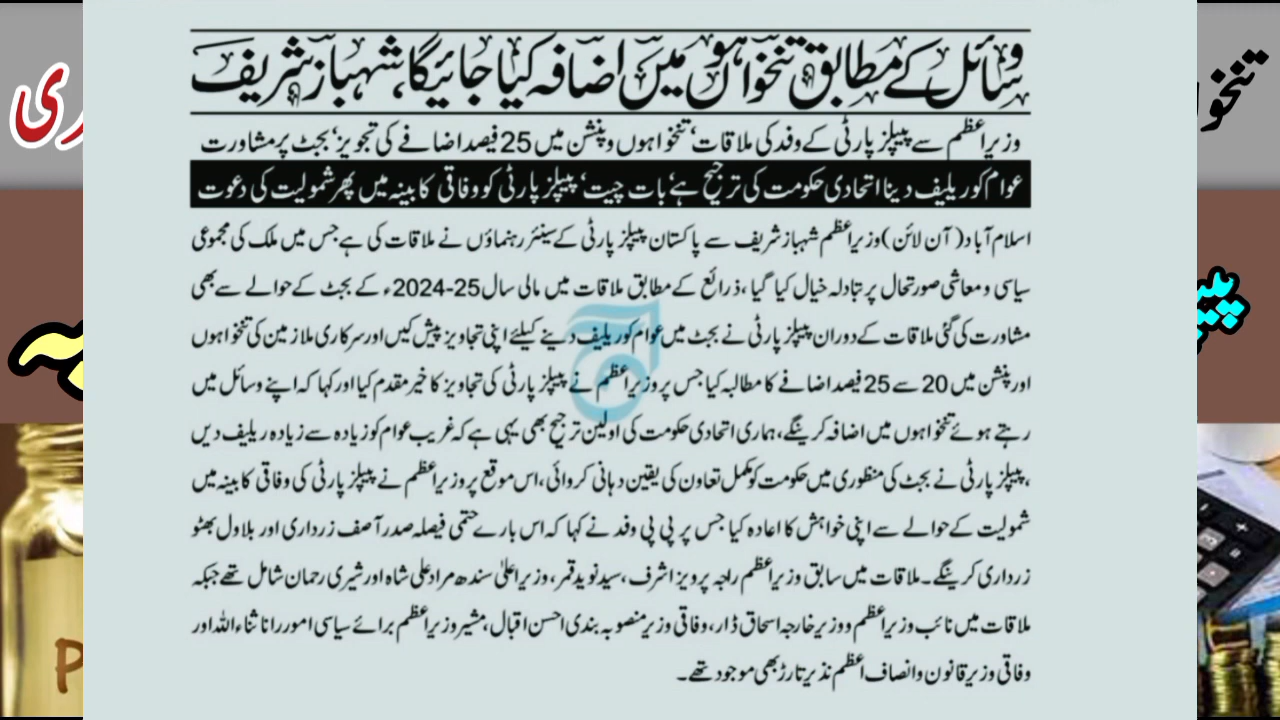 وسائل کے مطابق تنخواہوں میں اضافہ کیا جائیگا، شہباز شریف
وزیراعظم سے پیپلز پارٹی کے وفد کی ملاقات‘ تنخواہوں و پنشن میں 25 فیصد اضافے کی تجویز‘ بجٹ پر مشاورت
عوام کو ریلیف دینا اتحادی حکومت کی ترجیح ہے‘ بات چیت‘ پیپلز پارٹی کو وفاقی کابینہ میں پھر شمولیت کی دعوت
اسلام آباد (آن لائن) وزیراعظم شہباز شریف سے پاکستان پیپلز پارٹی کے سینئر رہنماؤں نے ملاقات کی ہے جس میں ملک کی مجموعی
سیاسی و معاشی صورتحال پر تبادلہ خیال کیا گیا، ذرائع کے مطابق ملاقات میں مالی سال 25-2024ء کے بجٹ کے حوالے سے بھی
مشاورت کی گئی ملاقات کے دوران پیپلز پارٹی نے بجٹ میں عوام کو ریلیف دینے کیلئے اپنی تجاویز پیش کیں اور سرکاری ملازمین کی تنخواہوں
اور پنشن میں 20 سے 25 فیصد اضافے کا مطالبہ کیا جس پر وزیراعظم نے پیپلز پارٹی کی تجاویز کا خیر مقدم کیا اور کہا کہ اپنے وسائل میں
رہتے ہوئے تنخواہوں میں اضافہ کرینگے، ہماری اتحادی حکومت کی اولین ترجیح بھی یہی ہے کہ غریب عوام کو زیادہ سے زیادہ ریلیف دیں
، پیپلز پارٹی نے بجٹ کی منظوری میں حکومت کو مکمل تعاون کی یقین دہانی کروائی، اس موقع پر وزیراعظم نے پیپلز پارٹی کی وفاقی کابینہ میں
شمولیت کے حوالے سے اپنی خواہش کا اعادہ کیا جس پر پی پی وفد نے کہا کہ اس بارے حتمی فیصلہ صدر آصف زرداری اور بلاول بھٹو
زرداری کرینگے۔ ملاقات میں سابق وزیراعظم راجہ پرویز اشرف، سید نوید قمر، وزیراعلیٰ سندھ مراد علی شاہ اور شیری رحمان شامل تھے جبکہ
ملاقات میں نائب وزیراعظم و وزیر خارجہ اسحاق ڈار، وفاقی وزیر منصوبہ بندی احسن اقبال، مشیر وزیراعظم برائے سیاسی امور رانا ثناء اللہ اور
وفاقی وزیر قانون و انصاف اعظم نذیر تارڑ بھی موجود تھے۔